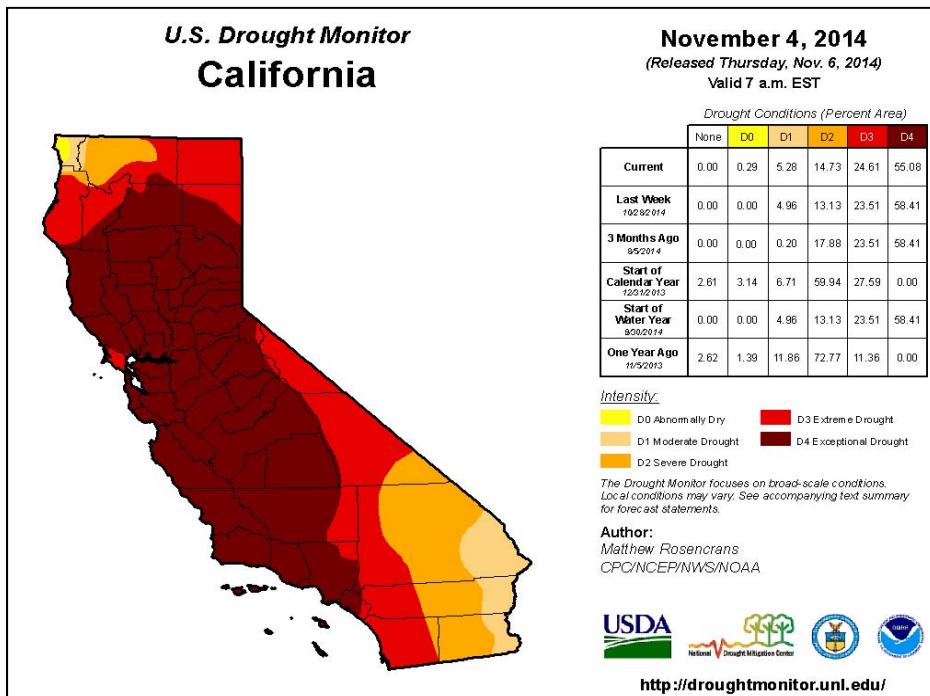 U.S. Drought Monitor
California
November 4, 2014
(Released Thursday, Nov. 6, 2014)
Valid 7 a.m. EST
Drought Conditions (Percent Area)
None D0 D1 D2 D3 D4
Current 0.00 0.29 5.28 14.73 24.61 55.08
Last Week 10/28/2014 0.00 0.00 4.96 13.13 23.51 58.41
3 Months Ago 8/5/2014 0.00 0.00 0.20 17.88 23.51 58.41
Start of Calendar Year 12/31/2013 2.61 3.14 6.71 59.94 27.59 0.00
Start of Water Year 9/30/2014 0.00 0.00 4.96 13.13 23.51 58.41
One Year Ago 11/5/2013 2.62 1.39 11.86 72.77 11.36 0.00
Intensity:
D0 Abnormally Dry
D3 Extreme Drought
D1 Moderate Drought
D4 Exceptional Drought
D2 Severe Drought
The Drought Monitor focuses on broad-scale conditions.
Local conditions may vary. See accompanying text summary
for forecast statements.
Author:
Matthew Rosencrans
CPC/NCEP/NWS/NOAA
USDA
National Drought Mitigation Center
NOAA
http://droughtmonitor.unl.edu/